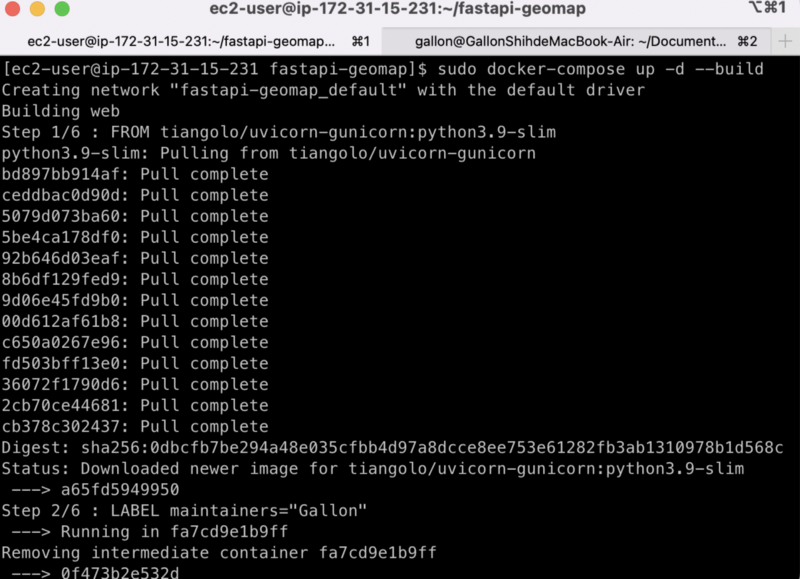 ec2-user@ip-172-31-15-231:~/fastapi-geomap
⌥⌘1
ec2-user@ip-172-31-15-231:~/fastapi-geomap... ⌘1
gallon@GallonShihdeMacBook-Air: ~/Document... ⌘2
[ec2-user@ip-172-31-15-231 fastapi-geomap]$ sudo docker-compose up -d --build
Creating network "fastapi-geomap_default" with the default driver
Building web
Step 1/6 : FROM tiangolo/uvicorn-gunicorn:python3.9-slim
python3.9-slim: Pulling from tiangolo/uvicorn-gunicorn
bd897bb914af: Pull complete
ceddbac0d90d: Pull complete
5079d073ba60: Pull complete
5be4ca178df0: Pull complete
92b646d03eaf: Pull complete
8b6df129fed9: Pull complete
9d06e45fd9b0: Pull complete
00d612af61b8: Pull complete
c650a0267e96: Pull complete
fd503bff13e0: Pull complete
36072f1790d6: Pull complete
2cb70ce44681: Pull complete
cb378c302437: Pull complete
Digest: sha256:0dbcfb7be294a48e035cfbb4d97a8dcce8ee753e61282fb3ab1310978b1d568c
Status: Downloaded newer image for tiangolo/uvicorn-gunicorn:python3.9-slim
---> a65fd5949950
Step 2/6 : LABEL maintainers="Gallon"
---> Running in fa7cd9e1b9ff
Removing intermediate container fa7cd9e1b9ff
---> 0f473b2e532d